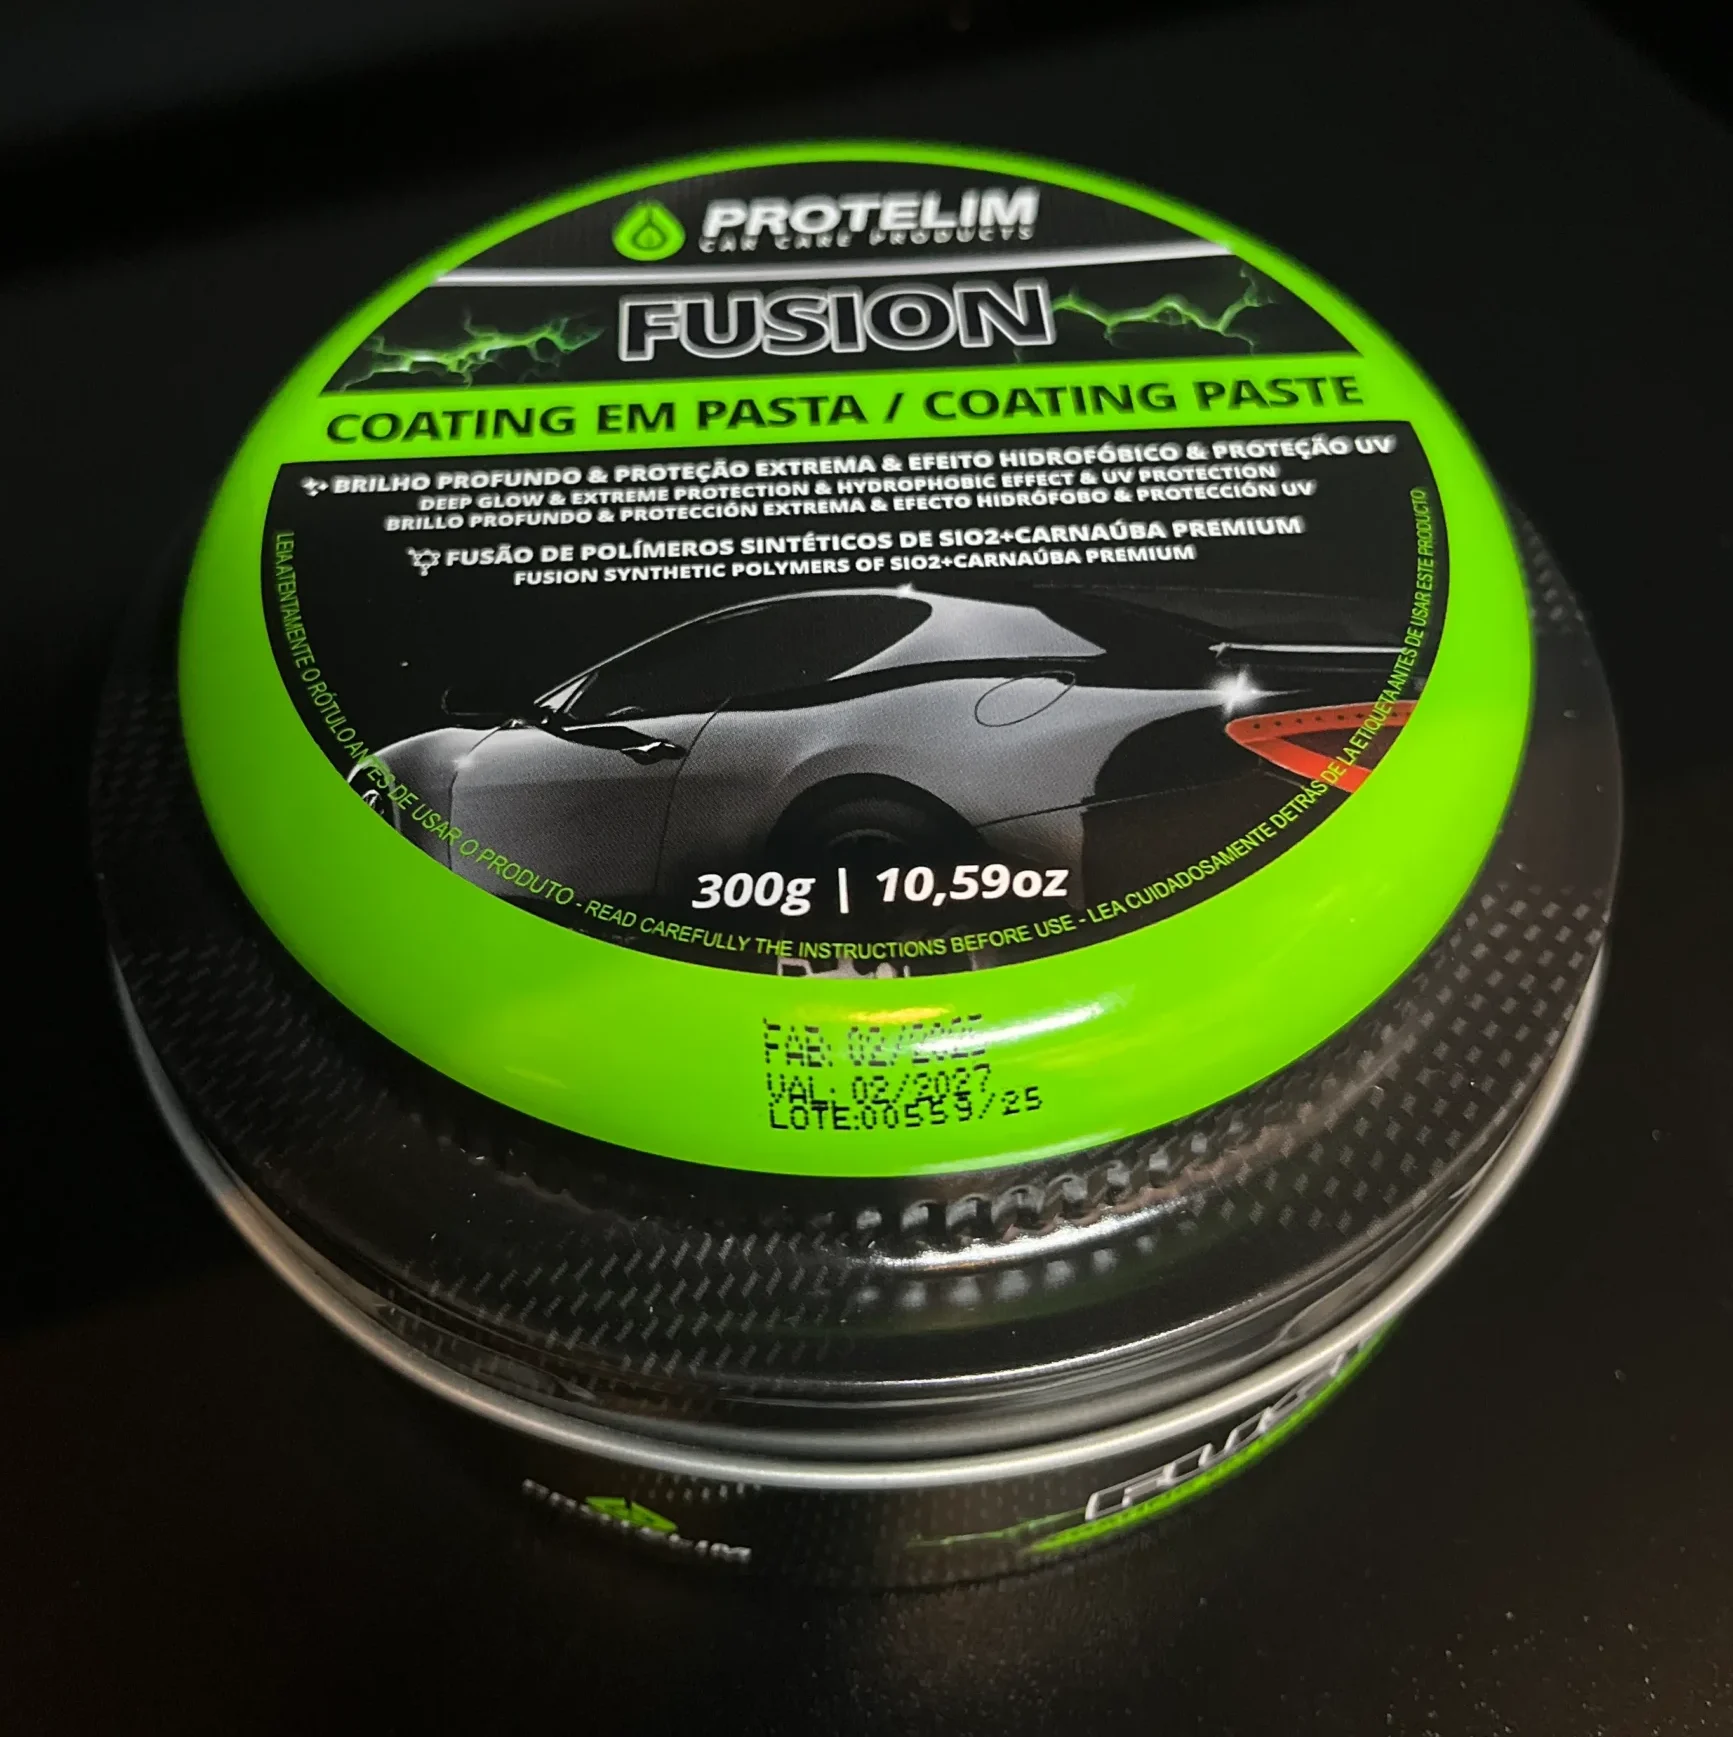 PROTELIM
CAR CARE PRODUCTS
FUSION
COATING EM PASTA / COATING PASTE
BRILHO PROFUNDO & PROTEÇÃO EXTREMA & EFEITO HIDROFÓBICO & PROTEÇÃO UV
DEEP GLOW & EXTREME PROTECTION & HYDROPHOBIC EFFECT & UV PROTECTION
BRILLO PROFUNDO & PROTECCIÓN EXTREMA & EFECTO HIDRÓFOBO & PROTECCIÓN UV
FUSÃO DE POLÍMEROS SINTÉTICOS DE SIO2+CARNAÚBA PREMIUM
FUSION SYNTHETIC POLYMERS OF SIO2+CARNAÚBA PREMIUM
300g | 10,59oz
LEIA ATENTAMENTE O RÓTULO ANTES DE USAR O PRODUTO - READ CAREFULLY THE INSTRUCTIONS BEFORE USE - LEA CUIDADOSAMENTE DETRÁS DE LA ETIQUETA ANTES DE USAR ESTE PRODUCTO
FAB: 02/2025
VAL: 02/2027
LOTE:00559/25
PROTELIM